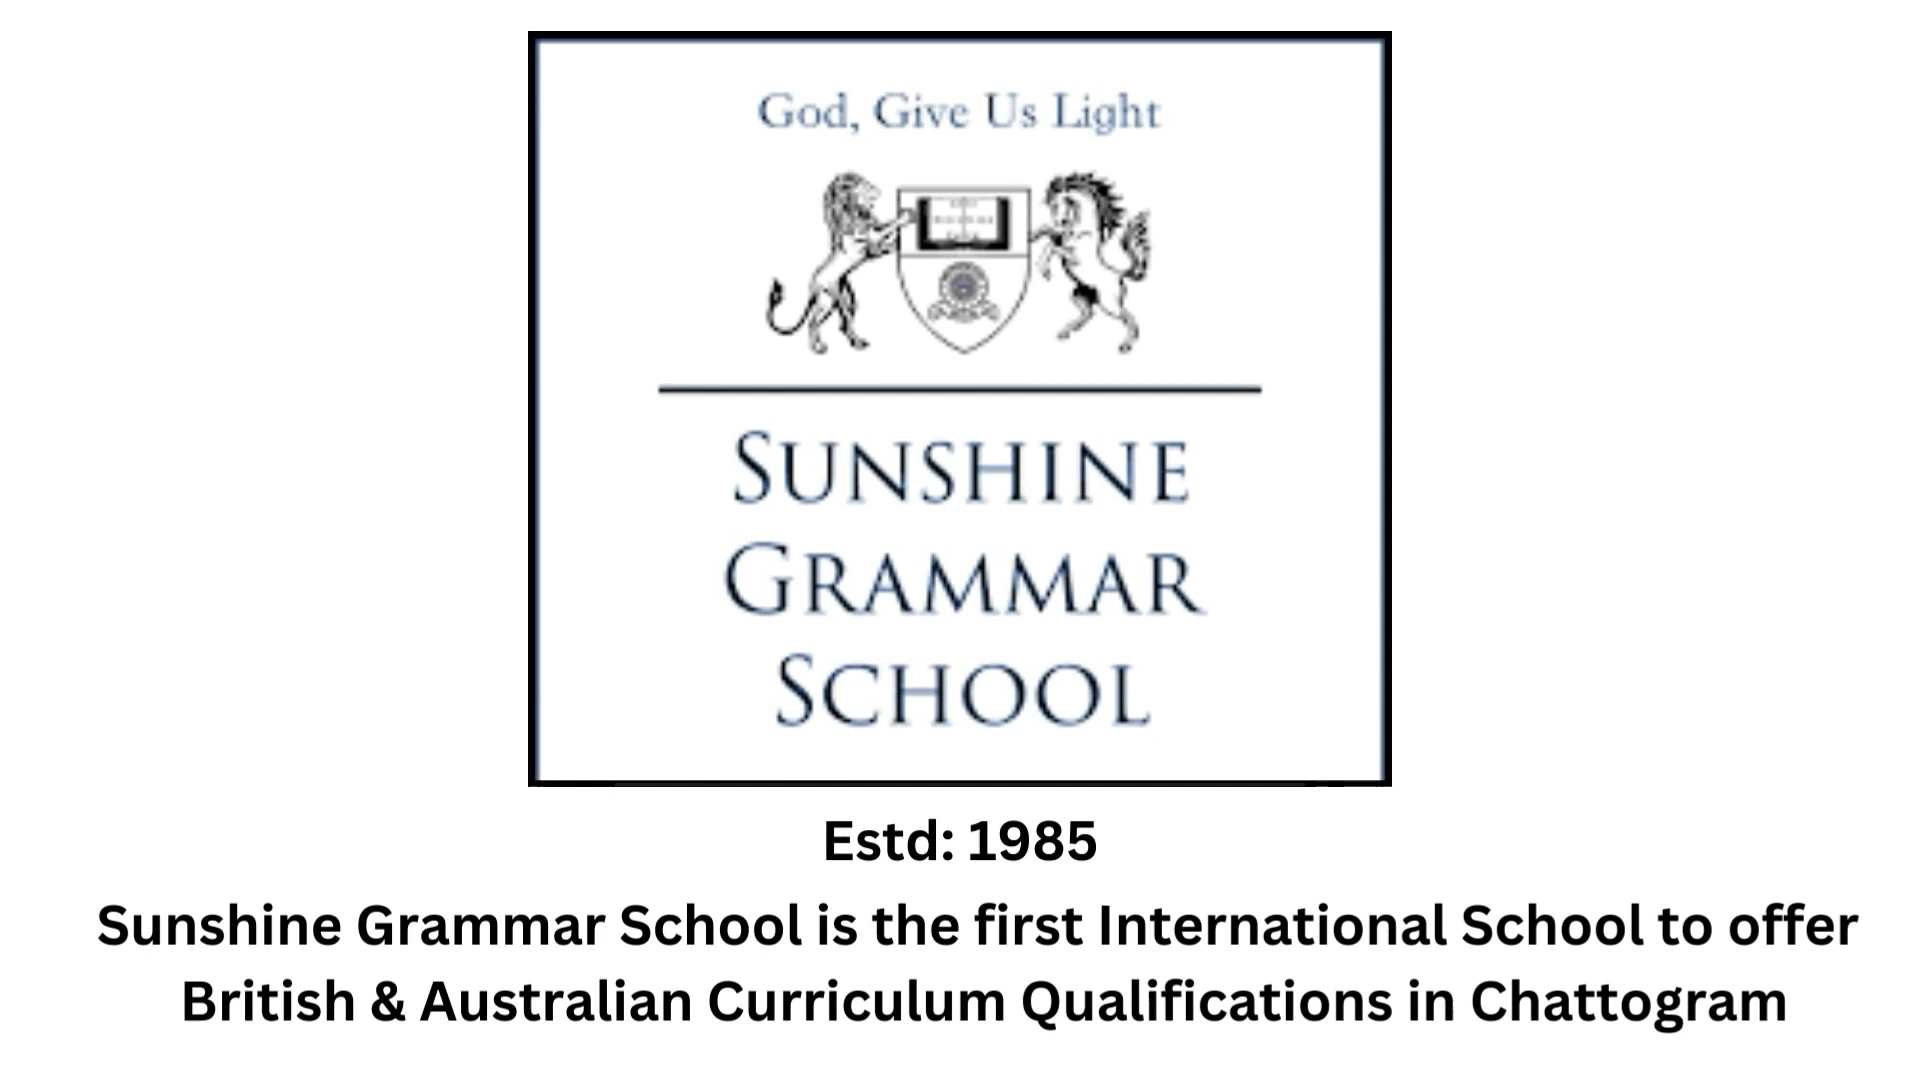 God, Give Us Light
SUNSHINE
GRAMMAR
SCHOOL
Estd: 1985
Sunshine Grammar School is the first International School to offer
British & Australian Curriculum Qualifications in Chattogram